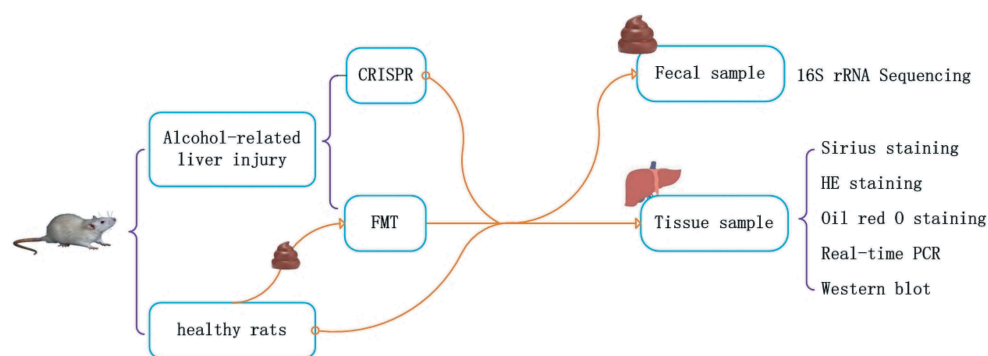 CRISPR
Fecal sample
16S rRNA Sequencing
Alcohol-related
liver injury
Sirius staining
HE staining
FMT
Tissue sample
Oil red O staining
Real-time PCR
Western blot
healthy rats